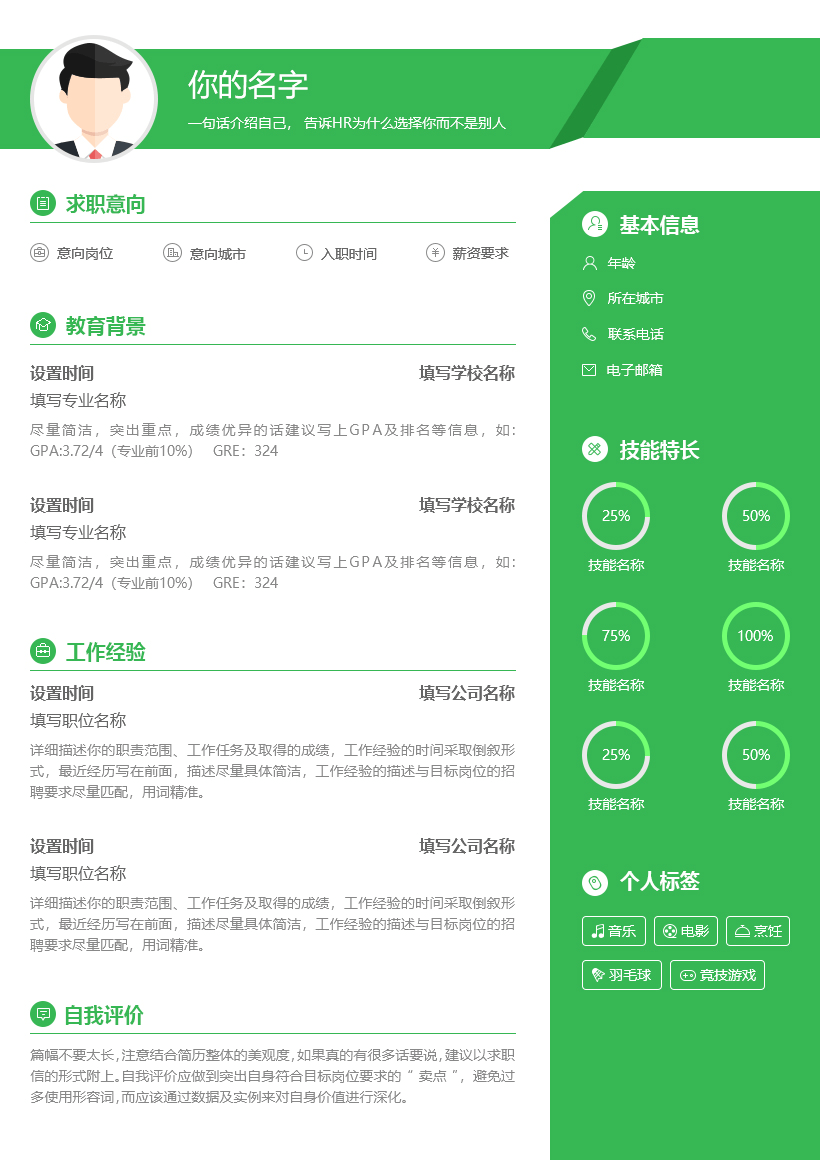 你的名字
一句话介绍自己， 告诉HR为什么选择你而不是别人
求职意向
意向岗位 意向城市 入职时间 薪资要求
教育背景
设置时间 填写学校名称
填写专业名称
尽量简洁，突出重点，成绩优异的话建议写上GPA及排名等信息，如：
GPA:3.72/4（专业前10%） GRE：324
设置时间 填写学校名称
填写专业名称
尽量简洁，突出重点，成绩优异的话建议写上GPA及排名等信息，如：
GPA:3.72/4（专业前10%） GRE：324
工作经验
设置时间 填写公司名称
填写职位名称
详细描述你的职责范围、工作任务及取得的成绩，工作经验的时间采取倒叙形
式，最近经历写在前面，描述尽量具体简洁，工作经验的描述与目标岗位的招
聘要求尽量匹配，用词精准。
设置时间 填写公司名称
填写职位名称
详细描述你的职责范围、工作任务及取得的成绩，工作经验的时间采取倒叙形
式，最近经历写在前面，描述尽量具体简洁，工作经验的描述与目标岗位的招
聘要求尽量匹配，用词精准。
自我评价
篇幅不要太长，注意结合简历整体的美观度，如果真的有很多话要说，建议以求职
信的形式附上。自我评价应做到突出自身符合目标岗位要求的“ 卖点 ”，避免过
多使用形容词，而应该通过数据及实例来对自身价值进行深化。
基本信息
年龄
所在城市
联系电话
电子邮箱
技能特长
25% 50%
技能名称 技能名称
75% 100%
技能名称 技能名称
25% 50%
技能名称 技能名称
个人标签
音乐 电影 烹饪
羽毛球 竞技游戏